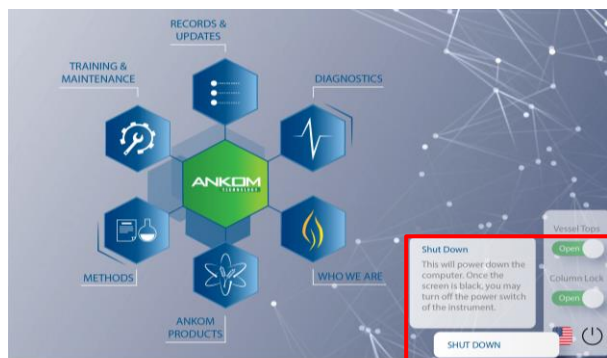 RECORDS &
UPDATES
TRAINING &
MAINTENANCE
DIAGNOSTICS
ANKOM
TECHNOLOGY
METHODS
WHO WE ARE
ANKOM
PRODUCTS
Vessel Tops
Open
Column Lock
Open
Shut Down
This will power down the
computer. Once the
screen is black, you may
turn off the power switch
of the instrument.
SHUT DOWN